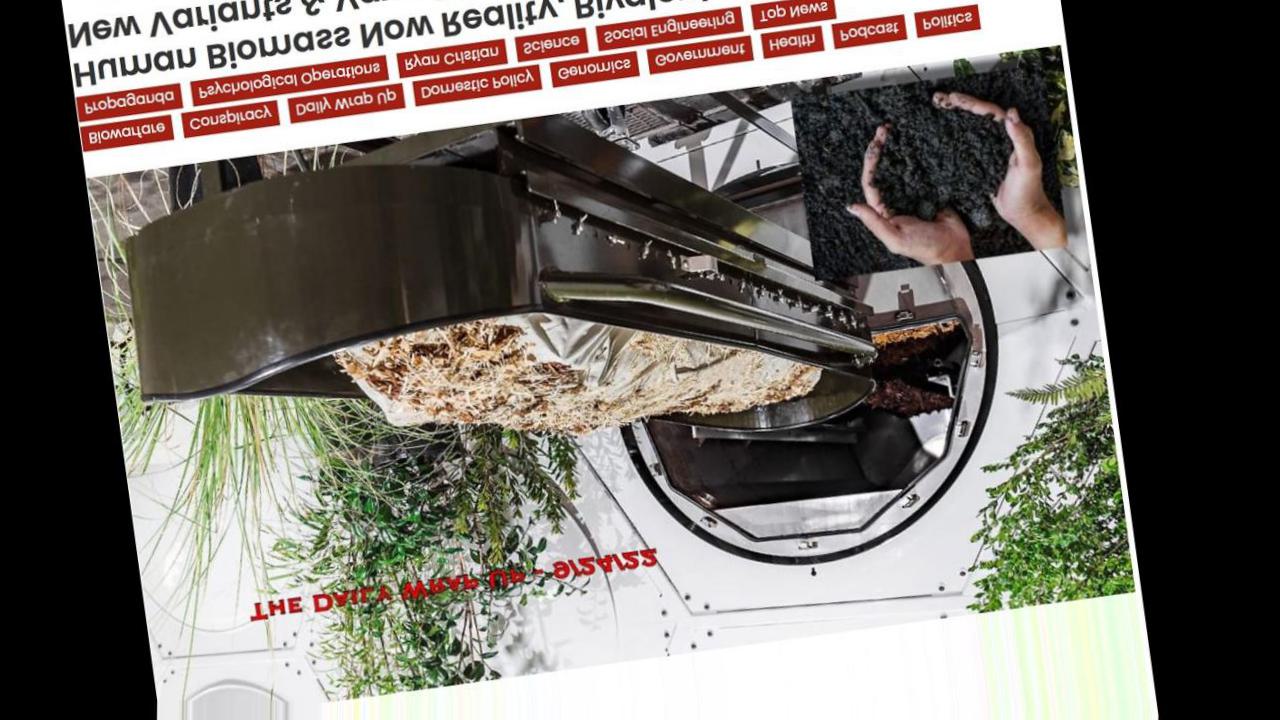 THE DAILY WRAP UP - 9/24/22
Biowarfare Conspiracy Daily Wrap Up Domestic Policy Genomics Government Health Podcast Politics
Propaganda Psychological Operations Ryan Cristian Science Social Engineering Top News
Human Biomass Now Reality,
New Variants &